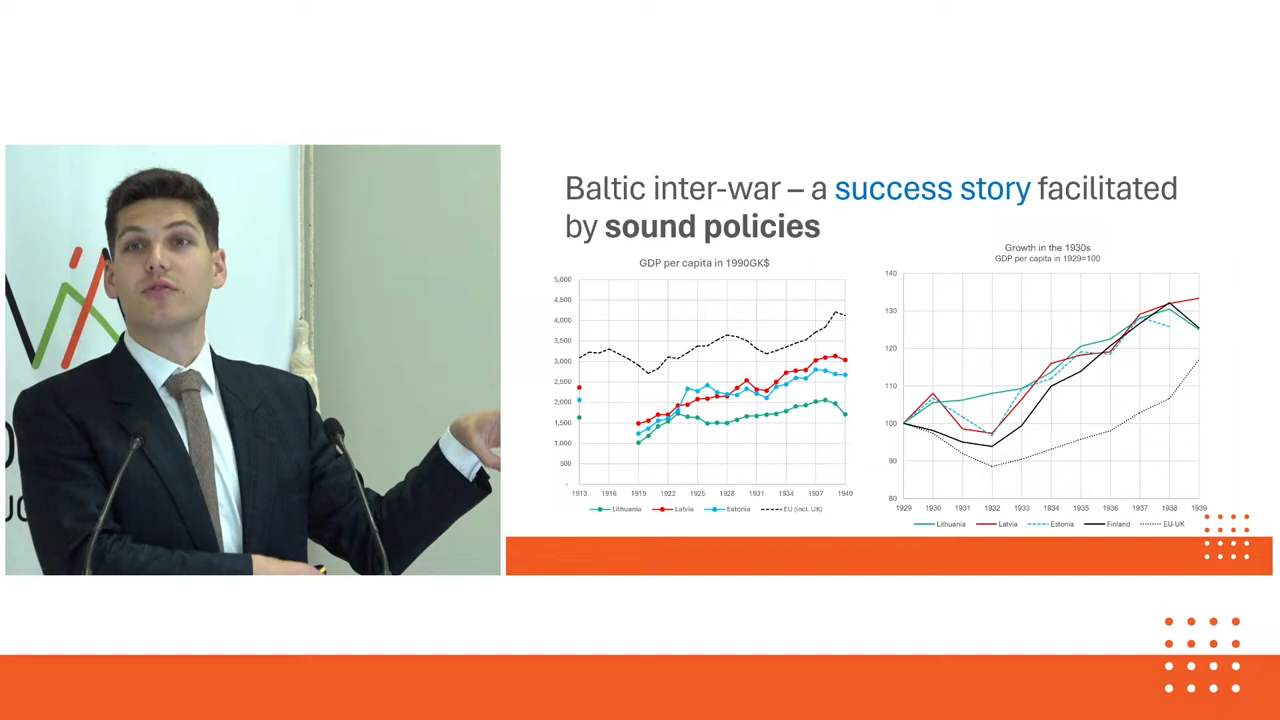 Baltic inter-war – a success story facilitated
by sound policies
GDP per capita in 1990GK$
5,000
4,500
4,000
3,500
3,000
2,500
2,000
1,500
1,000
500
-
1913 1916 1919 1922 1925 1928 1931 1934 1937 1940
Lithuania Latvia Estonia EU (incl. UK)
Growth in the 1930s
GDP per capita in 1929=100
140
130
120
110
100
90
80
1929 1930 1931 1932 1933 1934 1935 1936 1937 1938 1939
Lithuania Latvia Estonia Finland EU-UK